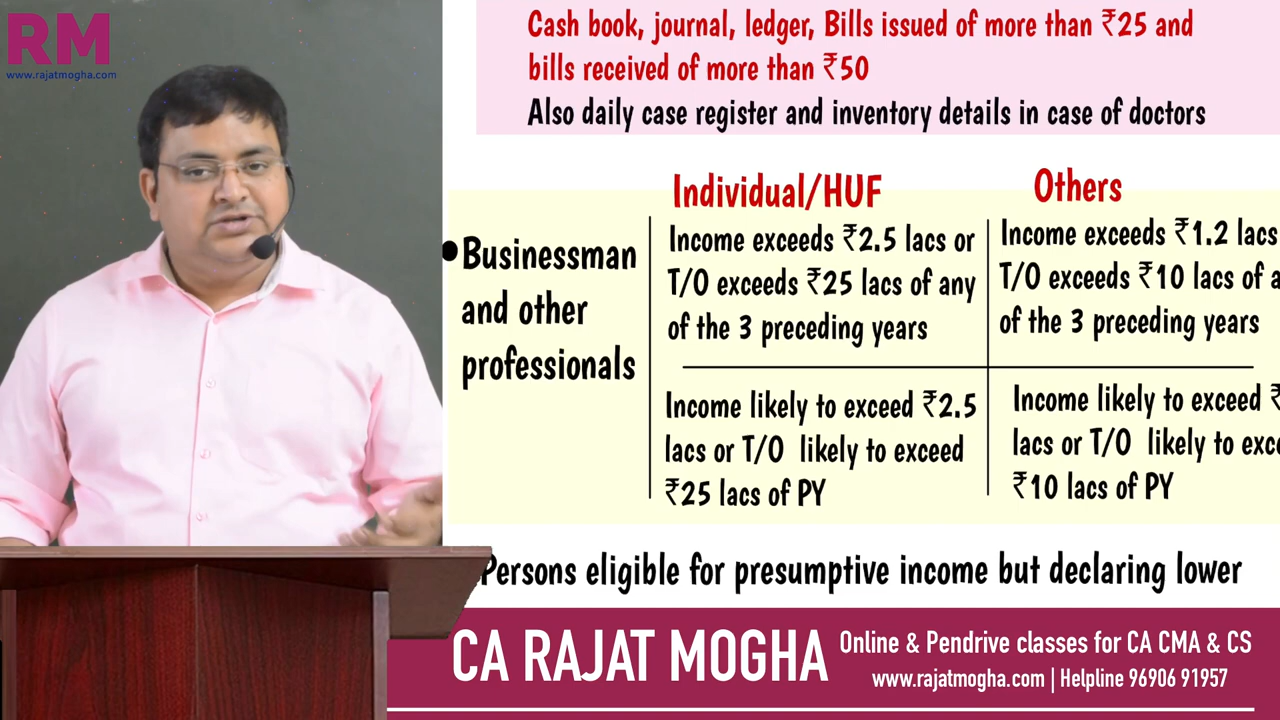 RM
www.rajatmogha.com
Cash book, journal, ledger, Bills issued of more than ₹25 and
bills received of more than ₹50
Also daily case register and inventory details in case of doctors
Individual/HUF
Others
•Businessman
and other
professionals
Income exceeds ₹2.5 lacs or
T/O exceeds ₹25 lacs of any
of the 3 preceding years
Income exceeds ₹1.2 lacs
T/O exceeds ₹10 lacs of
of the 3 preceding years
Income likely to exceed ₹2.5
lacs or T/O likely to exceed
₹25 lacs of PY
Income likely to exceed
lacs or T/O likely to
₹10 lacs of PY
Persons eligible for presumptive income but declaring lower
CA RAJAT MOGHA
Online & Pendrive classes for CA CMA & CS
www.rajatmogha.com | Helpline 96906 91957